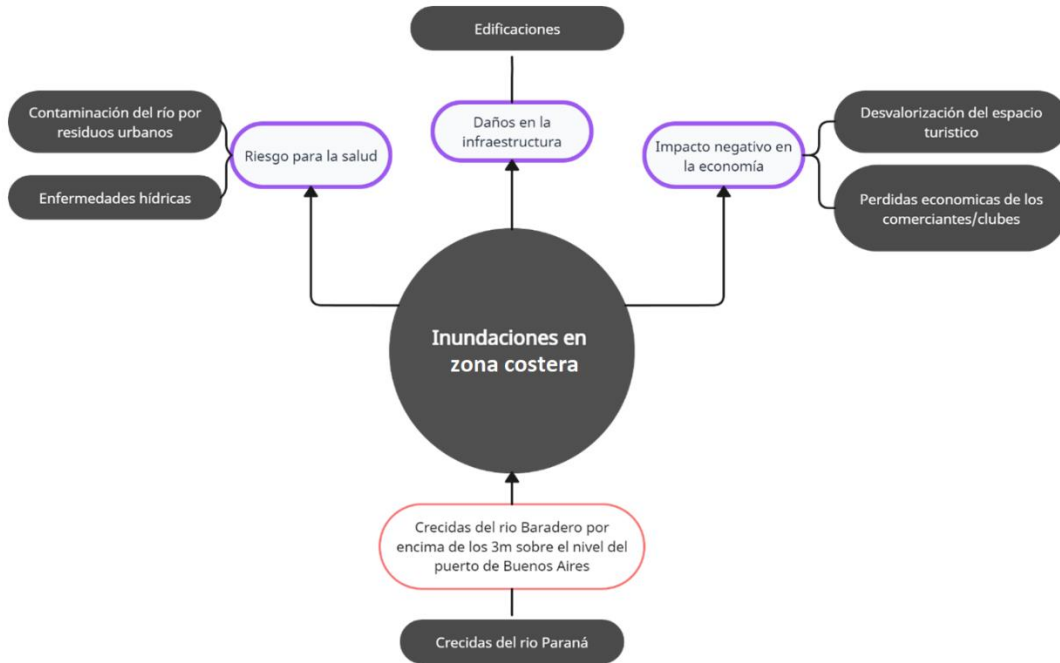 Edificaciones
Contaminación del río por
residuos urbanos
Enfermedades hídricas
Riesgo para la salud
Daños en la
infraestructura
Impacto negativo en
la economía
Desvalorización del espacio
turistico
Perdidas economicas de los
comerciantes/clubes
Inundaciones en
zona costera
Crecidas del rio Baradero por
encima de los 3m sobre el nivel del
puerto de Buenos Aires
Crecidas del rio Paraná